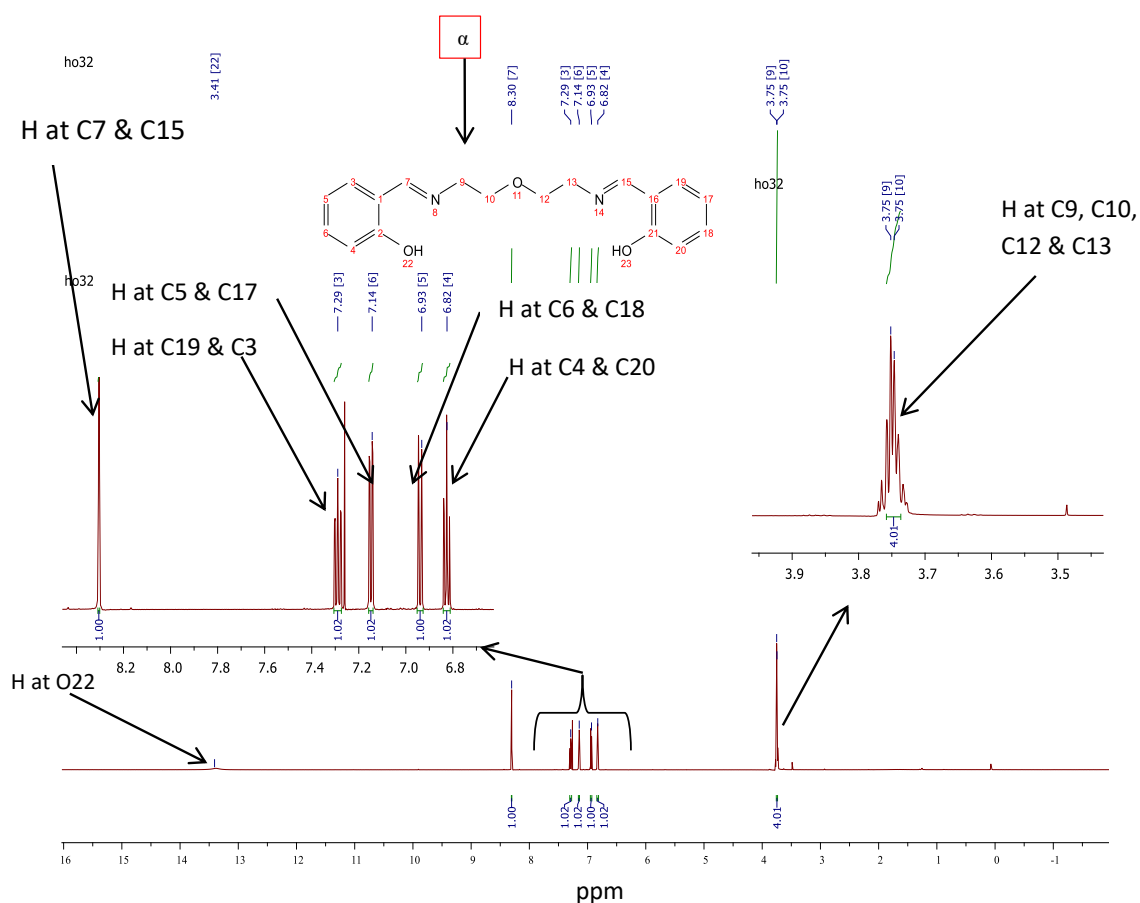 α
ho32
3.41 [22]
8.30 [7]
7.29 [3]
7.14 [6]
6.93 [5]
6.82 [4]
3.75 [9]
3.75 [10]
H at C7 & C15
3
7
9
O
13
15
19
5
1
N
10
11
12
N
16
17
8
14
6
2
21
18
4
OH
HO
20
22
23
ho32
3.75 [9]
3.75 [10]
H at C9, C10,
C12 & C13
ho32
H at C5 & C17
7.29 [3]
7.14 [6]
6.93 [5]
6.82 [4]
H at C6 & C18
H at C19 & C3
H at C4 & C20
4.01
3.9 3.8 3.7 3.6 3.5
1.00
1.02
1.02
1.00
1.02
8.2 8.0 7.8 7.6 7.4 7.2 7.0 6.8
H at O22
1.00
1.02
1.02
1.00
1.02
4.01
16 15 14 13 12 11 10 9 8 7 6 5 4 3 2 1 0 -1
ppm